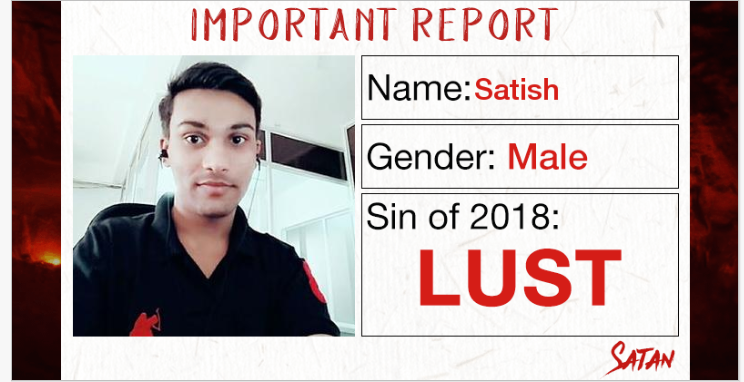 IMPORTANT REPORT
Name: Satish
Gender: Male
Sin of 2018:
LUST
SATAN